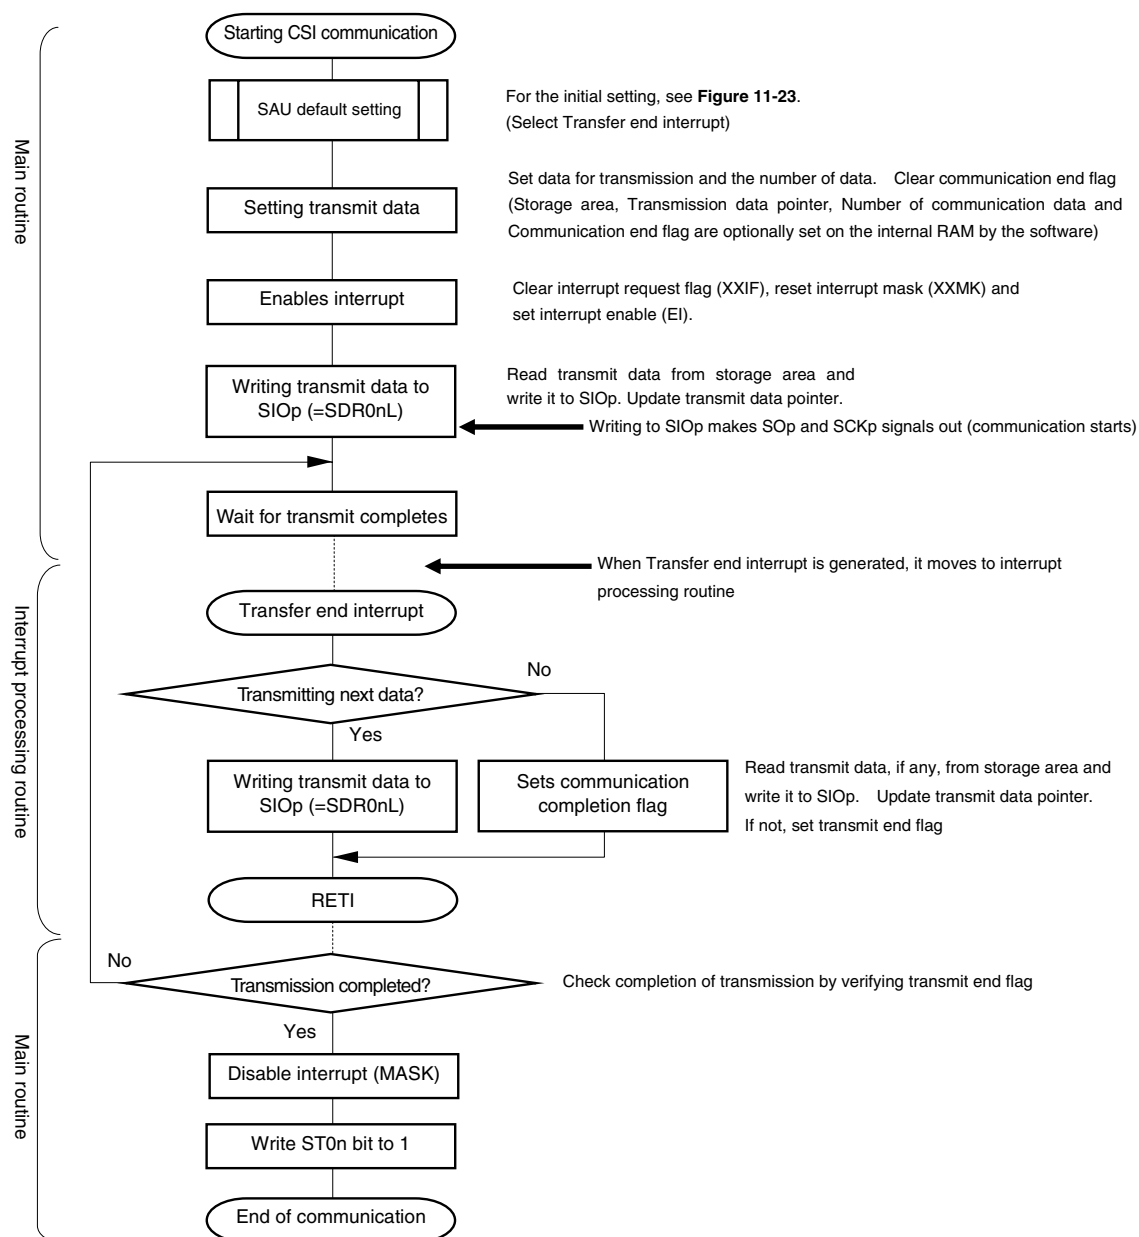 Starting CSI communication
SAU default setting
For the initial setting, see Figure 11-23.
(Select Transfer end interrupt)
Main routine
Setting transmit data
Set data for transmission and the number of data. Clear communication end flag
(Storage area, Transmission data pointer, Number of communication data and
Communication end flag are optionally set on the internal RAM by the software)
Enables interrupt
Clear interrupt request flag (XXIF), reset interrupt mask (XXMK) and
set interrupt enable (EI).
Writing transmit data to
SIOp (=SDR0nL)
Read transmit data from storage area and
write it to SIOp. Update transmit data pointer.
Writing to SIOp makes SOp and SCKp signals out (communication starts)
Wait for transmit completes
When Transfer end interrupt is generated, it moves to interrupt
processing routine
Interrupt processing routine
Transfer end interrupt
Transmitting next data?
No
Yes
Writing transmit data to
SIOp (=SDR0nL)
Sets communication
completion flag
Read transmit data, if any, from storage area and
write it to SIOp. Update transmit data pointer.
If not, set transmit end flag
RETI
Main routine
No
Transmission completed?
Check completion of transmission by verifying transmit end flag
Yes
Disable interrupt (MASK)
Write ST0n bit to 1
End of communication